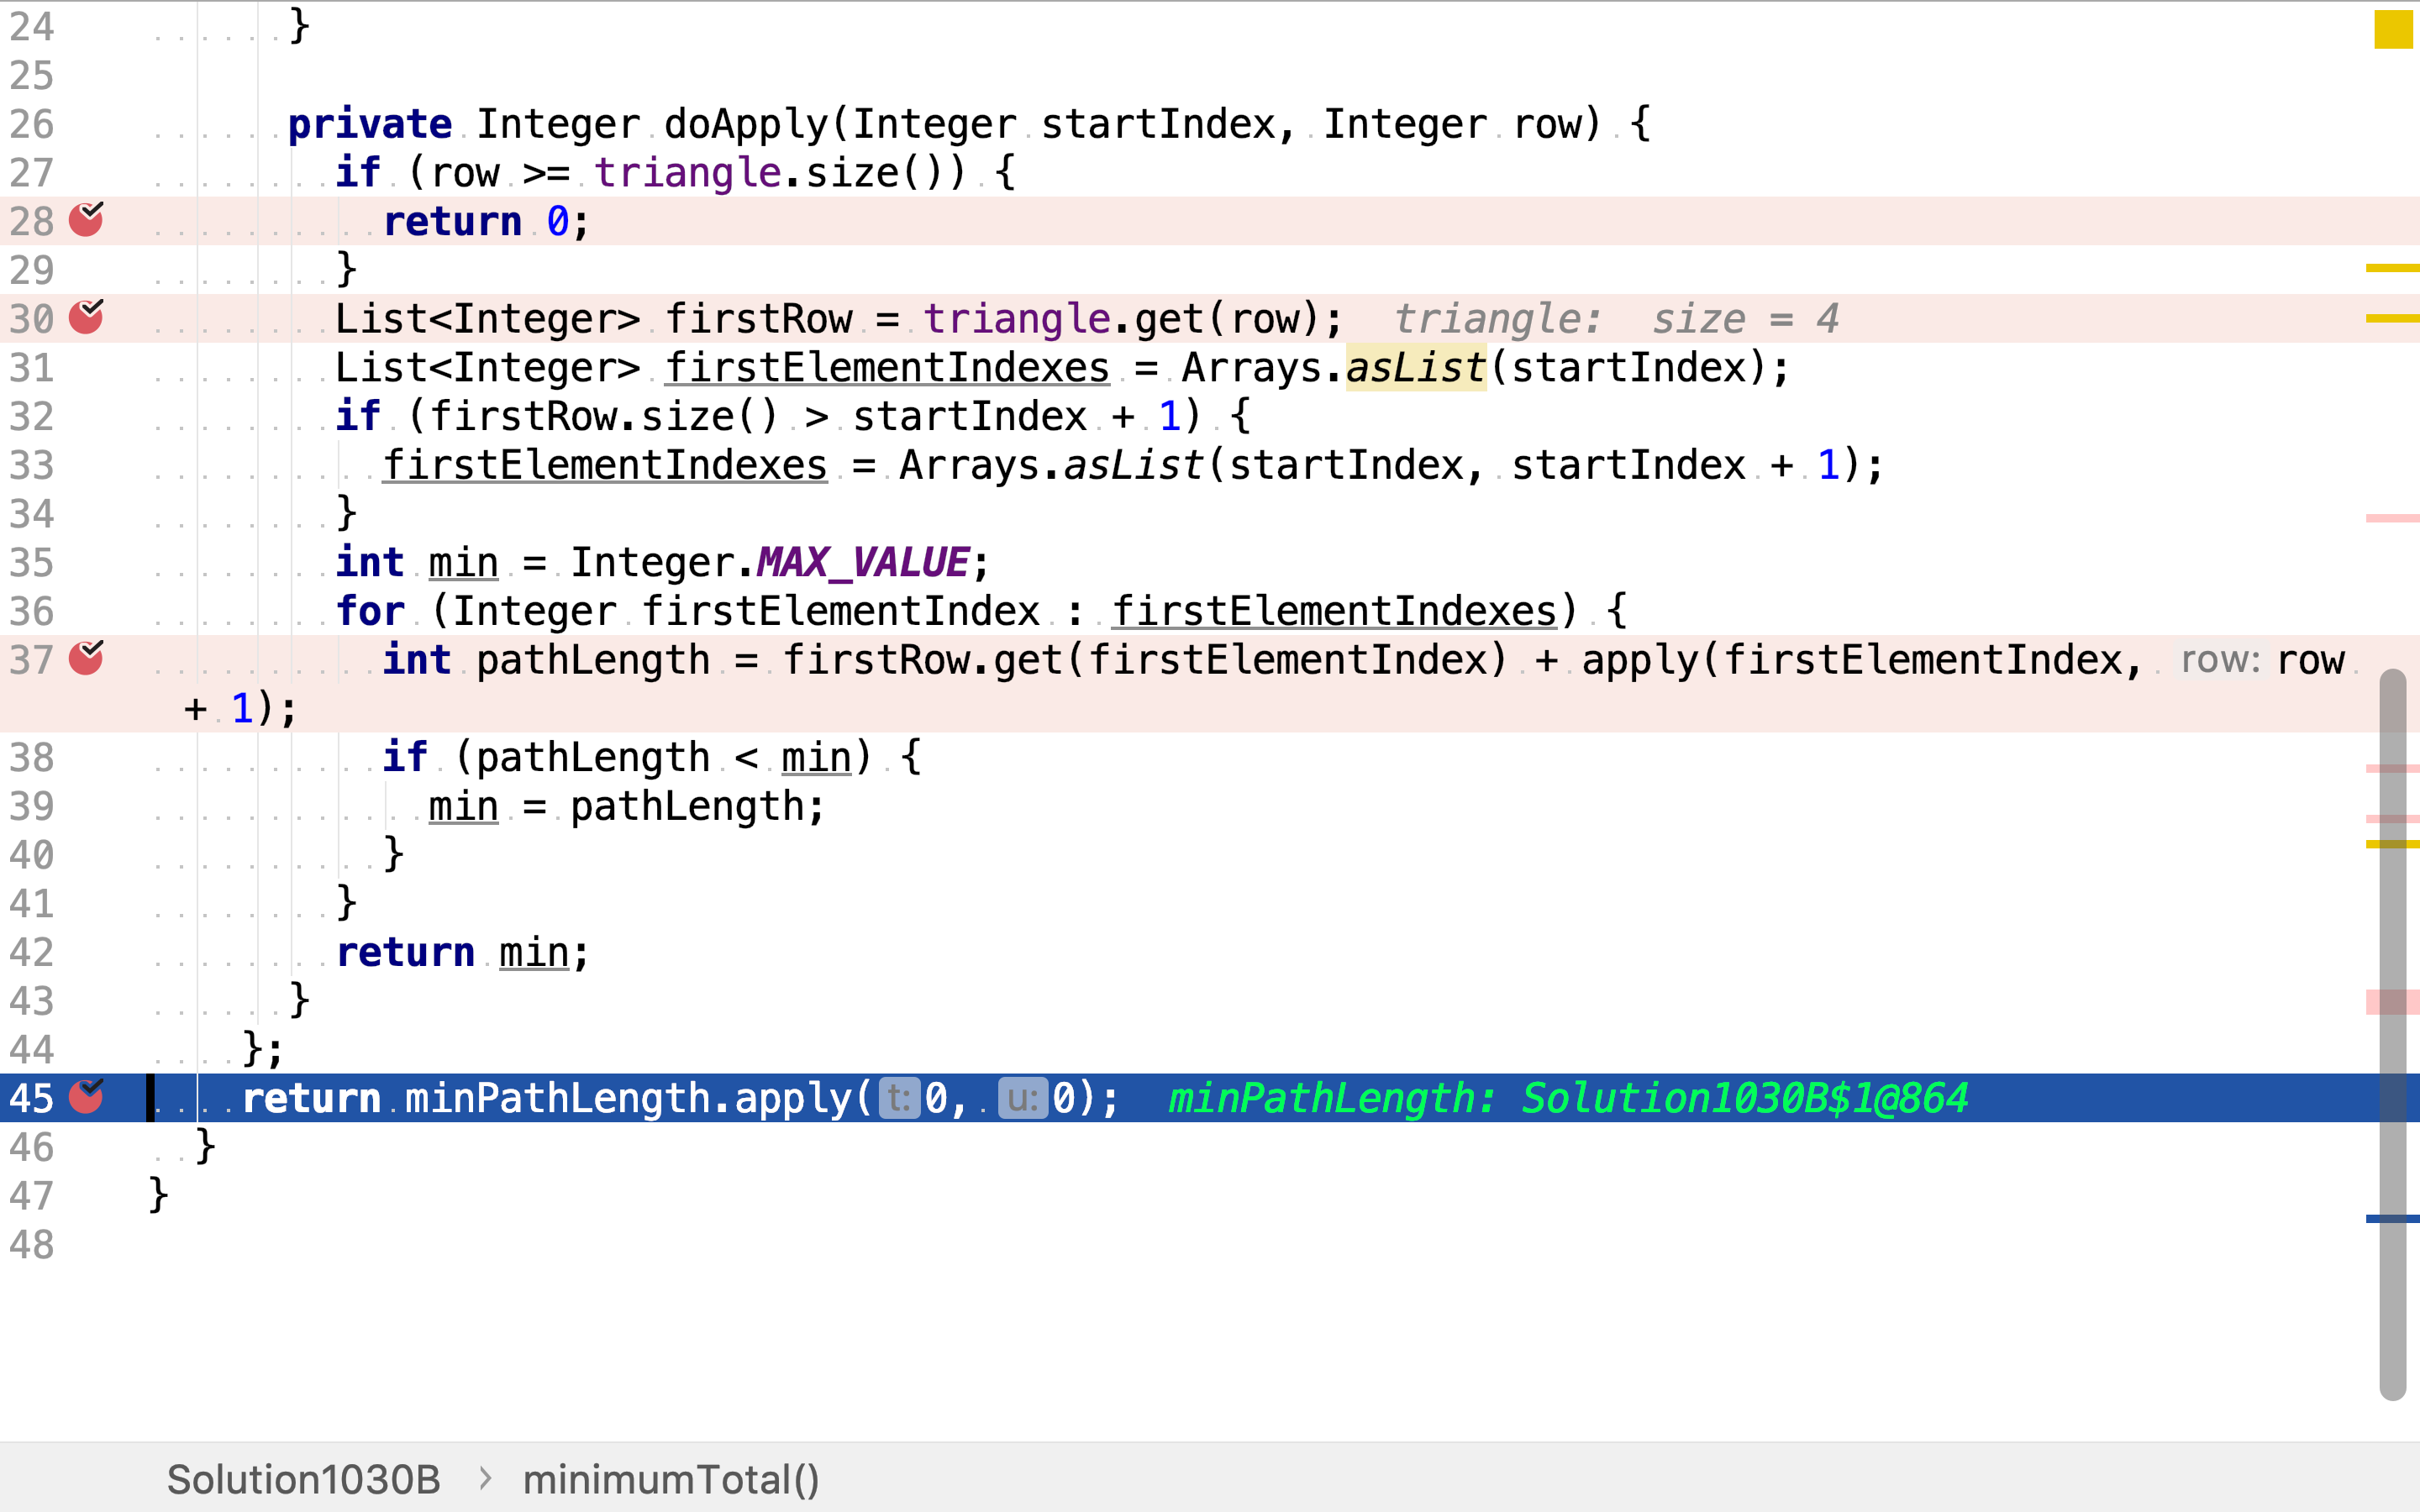 24 }
25
26 private Integer doApply(Integer startIndex, Integer row) {
27 if (row >= triangle.size()) {
28 return 0;
29 }
30 List<Integer> firstRow = triangle.get(row); triangle: size = 4
31 List<Integer> firstElementIndexes = Arrays.asList(startIndex);
32 if (firstRow.size() > startIndex + 1) {
33 firstElementIndexes = Arrays.asList(startIndex, startIndex + 1);
34 }
35 int min = Integer.MAX_VALUE;
36 for (Integer firstElementIndex : firstElementIndexes) {
37 int pathLength = firstRow.get(firstElementIndex) + apply(firstElementIndex, row: row
+ 1);
38 if (pathLength < min) {
39 min = pathLength;
40 }
41 }
42 return min;
43 }
44 };
45 return minPathLength.apply(t: 0, u: 0); minPathLength: Solution1030B$1@864
46 }
47 }
48
Solution1030B > minimumTotal()